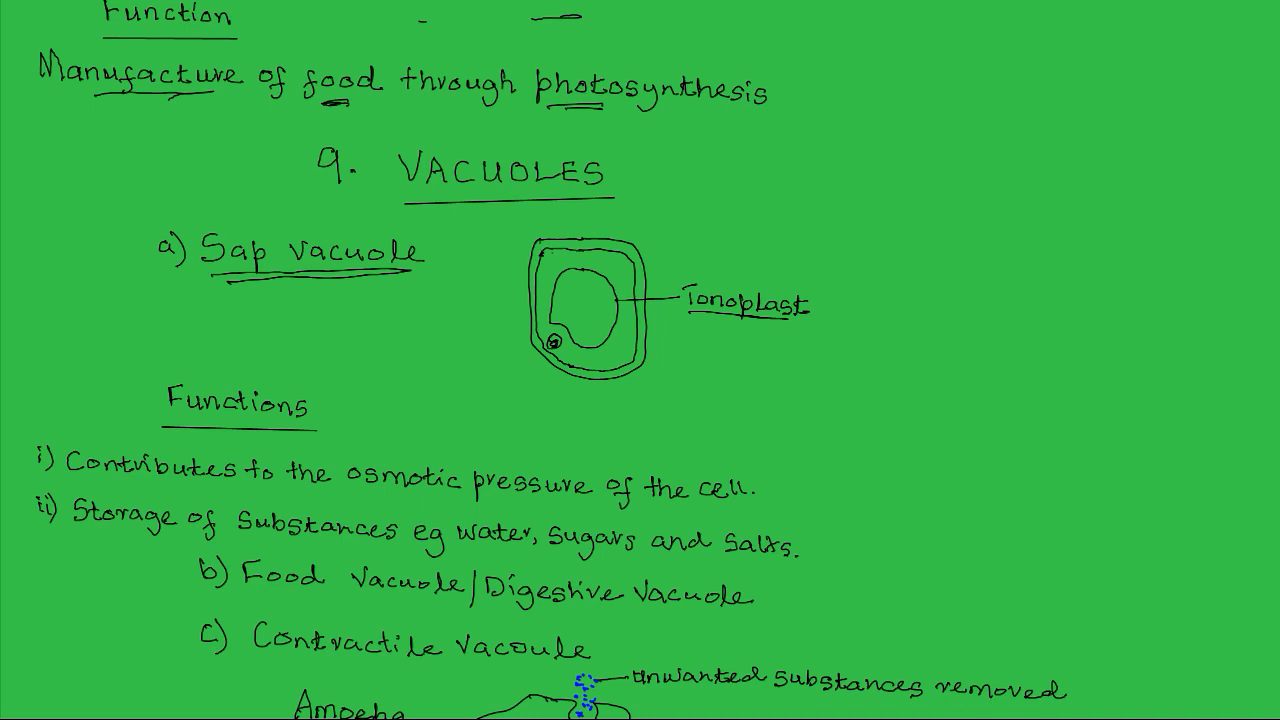 Function
Manufacture of food through photosynthesis
9. VACUOLES
a) Sap vacuole
Tonoplast
Functions
i) Contributes to the osmotic pressure of the cell.
ii) Storage of substances eg water, sugars and salts.
b) Food vacuole/Digestive vacuole
c) Contractile vacoule
unwanted substances removed
Amoeba